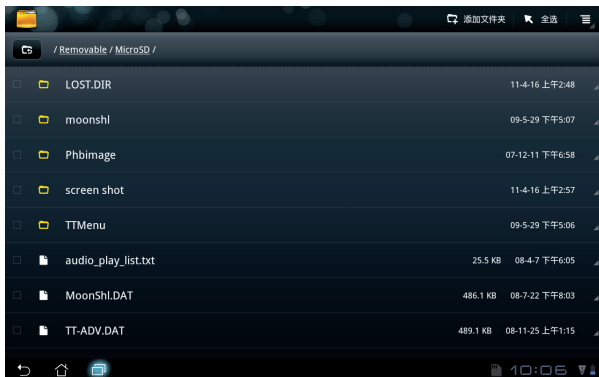 添加文件夹 全选
/ Removable / MicroSD /
LOST.DIR 11-4-16 上午2:48
moonshl 09-5-29 下午5:07
Phbimage 07-12-11 下午6:58
screen shot 11-4-16 上午2:57
TTMenu 09-5-29 下午5:06
audio_play_list.txt 25.5 KB 08-4-7 下午6:05
MoonShl.DAT 486.1 KB 08-7-22 下午8:03
TT-ADV.DAT 489.1 KB 08-11-25 上午1:15
10:06